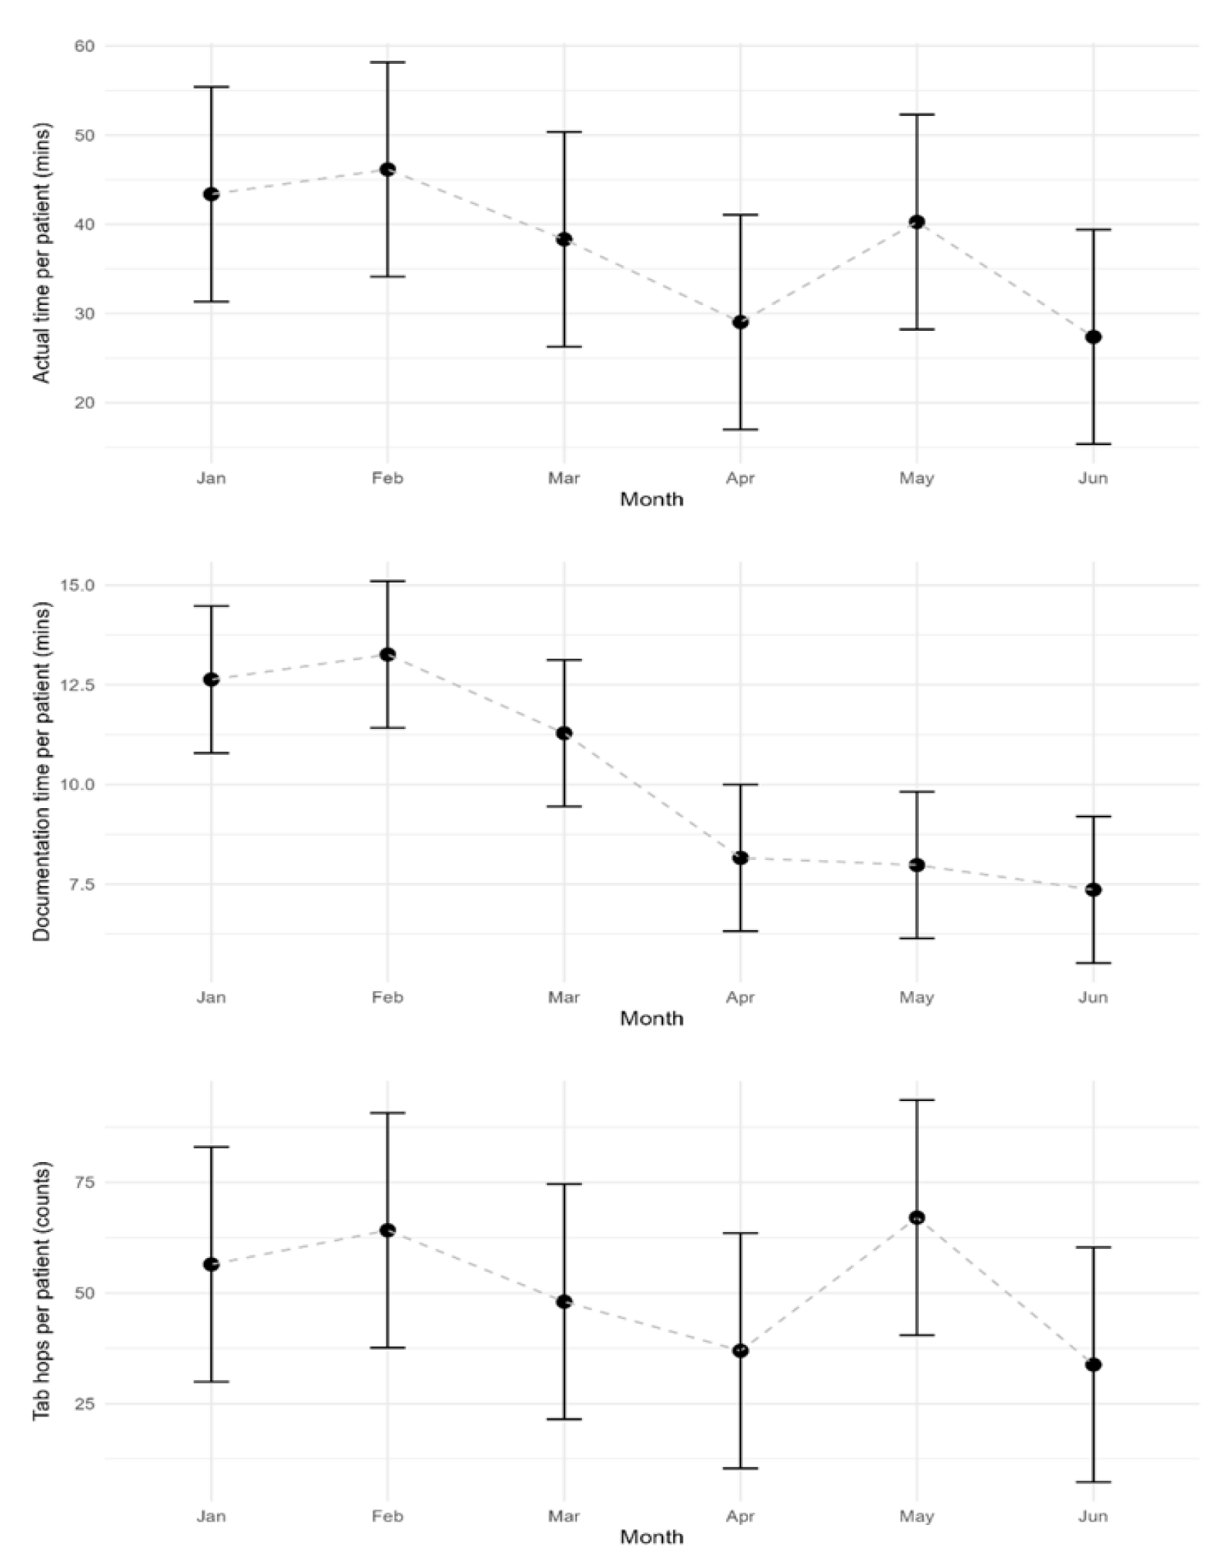 Actual time per patient (mins)
60
50
40
30
20
Jan Feb Mar Apr May Jun
Month
Documentation time per patient (mins)
15.0
12.5
10.0
7.5
Jan Feb Mar Apr May Jun
Month
Tab hops per patient (counts)
75
50
25
Jan Feb Mar Apr May Jun
Month